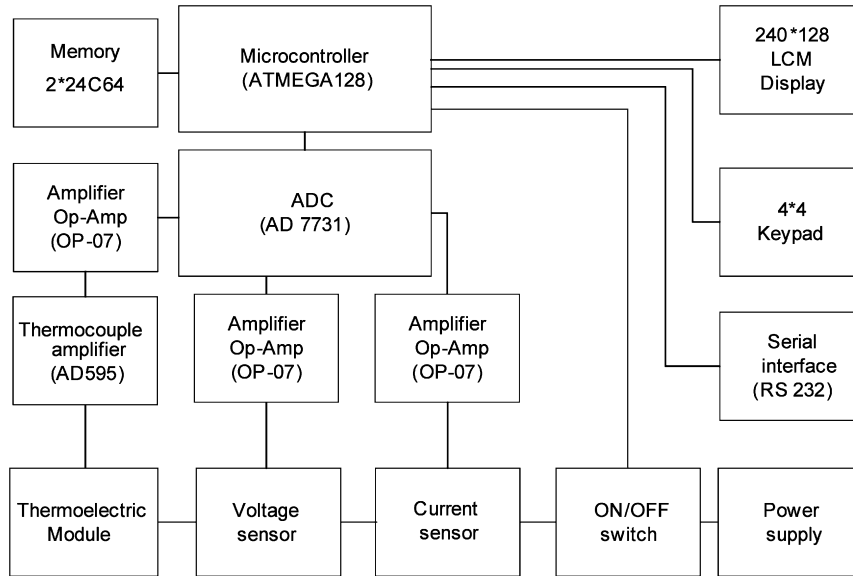 Memory
2*24C64
Microcontroller
(ATMEGA128)
240*128
LCM
Display
Amplifier
Op-Amp
(OP-07)
ADC
(AD 7731)
4*4
Keypad
Thermocouple
amplifier
(AD595)
Amplifier
Op-Amp
(OP-07)
Amplifier
Op-Amp
(OP-07)
Serial
interface
(RS 232)
Thermoelectric
Module
Voltage
sensor
Current
sensor
ON/OFF
switch
Power
supply